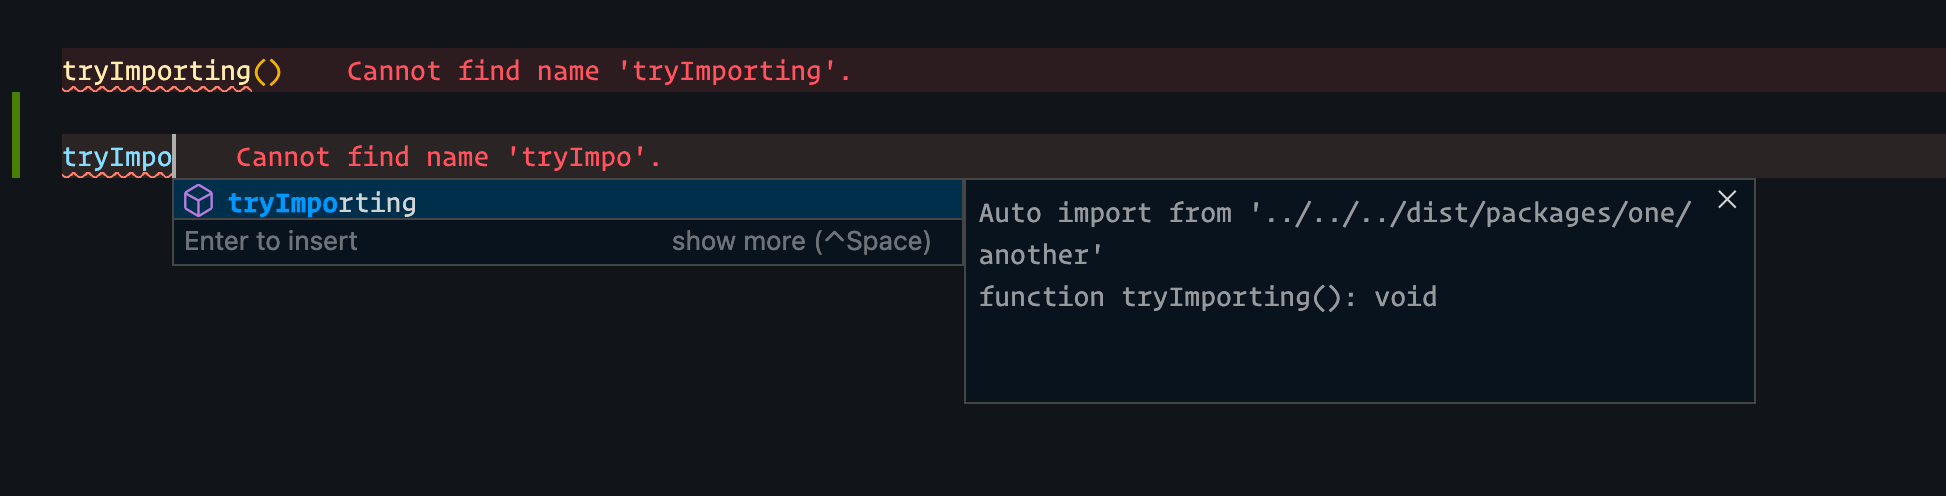 tryImporting()    Cannot find name 'tryImporting'.
tryImpo    Cannot find name 'tryImpo'.
tryImporting
Enter to insert    show more (^Space)
Auto import from '../../../dist/packages/one/
another'
function tryImporting(): void